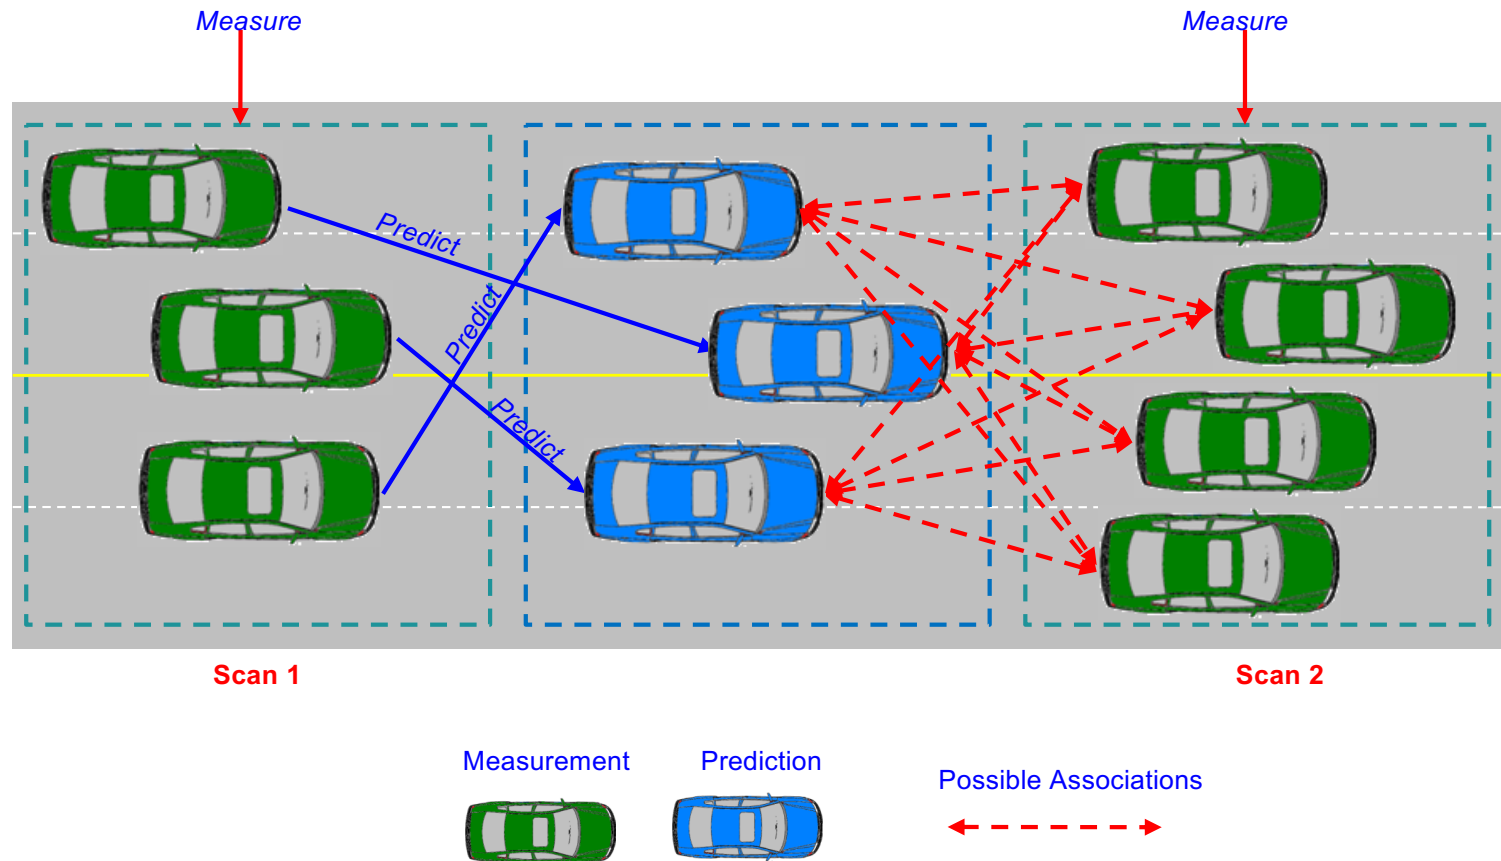 Measure
Measure
Predict
Predict
Predict
Scan 1
Scan 2
Measurement
Prediction
Possible Associations